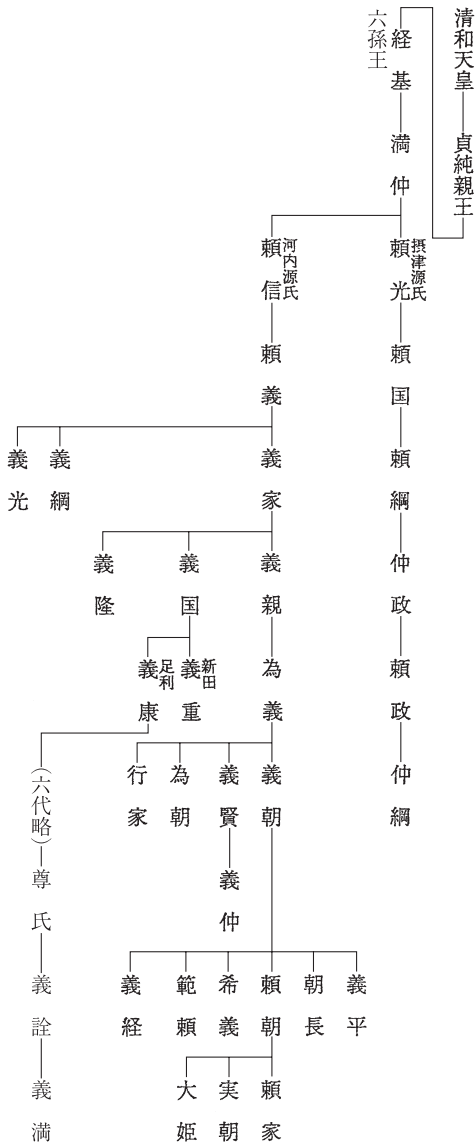 清和天皇
貞純親王
経基
六孫王
満仲
摂津源氏
頼光
頼国
頼綱
仲政
頼政
仲綱
河内源氏
頼信
頼義
義家
義綱
義光
義親
義国
義隆
為義
新田
義重
足利
義康
義朝
義賢
為朝
行家
義仲
義平
朝長
頼朝
希義
範頼
義経
頼家
実朝
大姫
(六代略)
尊氏
義詮
義満